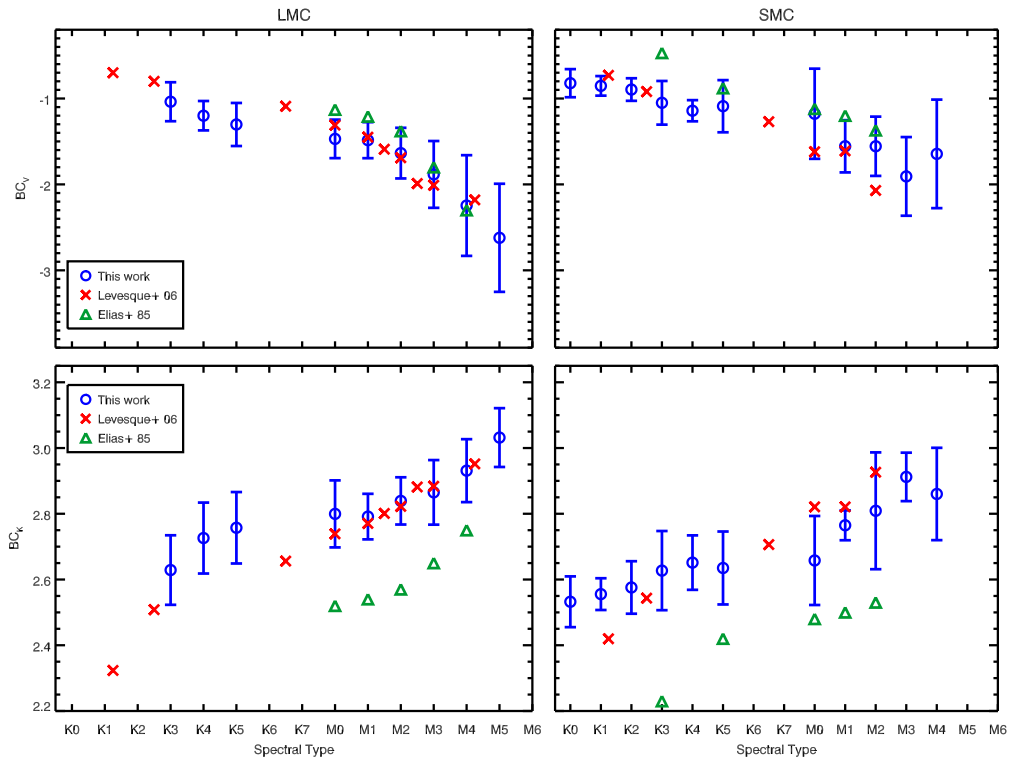 LMC
SMC
BCV
-1
-2
-3
This work
Levesque+ 06
Elias+ 85
BCK
3.2
3.0
2.8
2.6
2.4
2.2
This work
Levesque+ 06
Elias+ 85
K0 K1 K2 K3 K4 K5 K6 K7 M0 M1 M2 M3 M4 M5 M6
K0 K1 K2 K3 K4 K5 K6 K7 M0 M1 M2 M3 M4 M5 M6
Spectral Type
Spectral Type